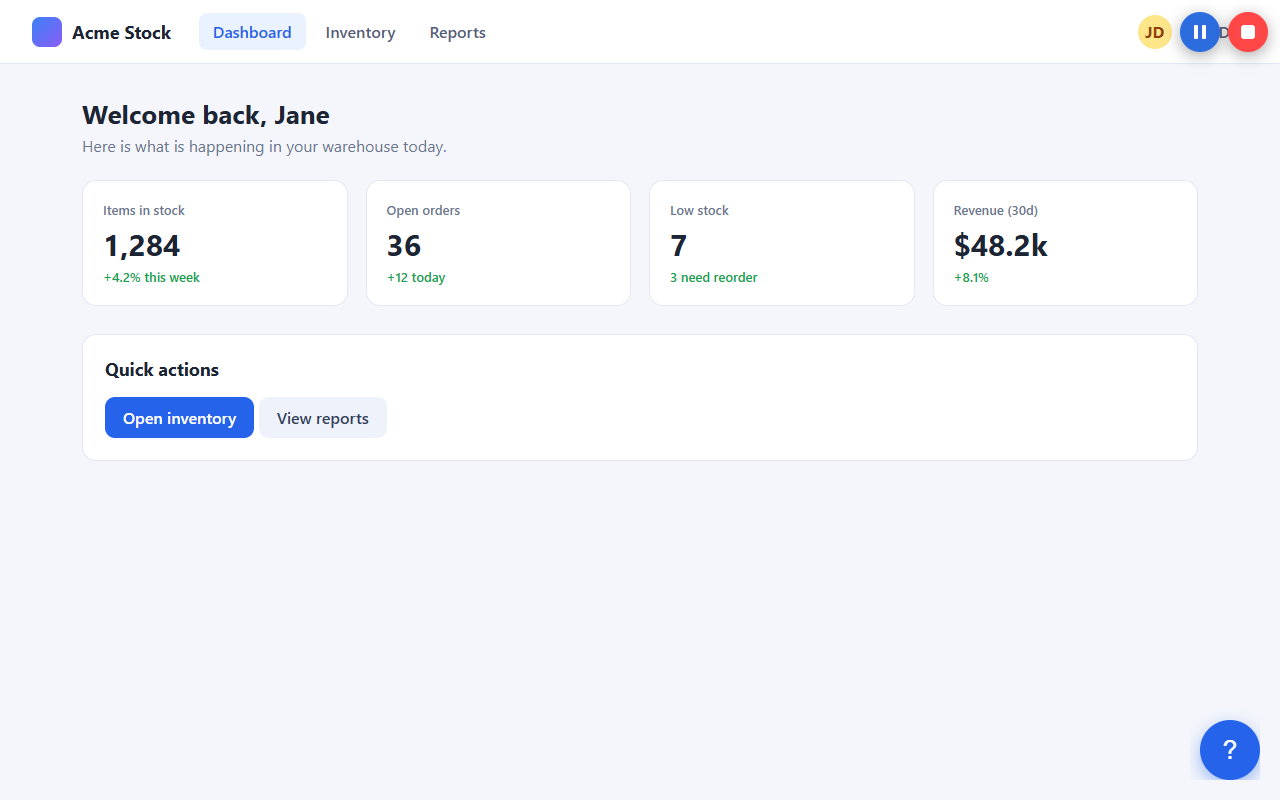 Acme Stock Dashboard Inventory Reports JD D
Welcome back, Jane
Here is what is happening in your warehouse today.
Items in stock
1,284
+4.2% this week
Open orders
36
+12 today
Low stock
7
3 need reorder
Revenue (30d)
$48.2k
+8.1%
Quick actions
Open inventory View reports
?